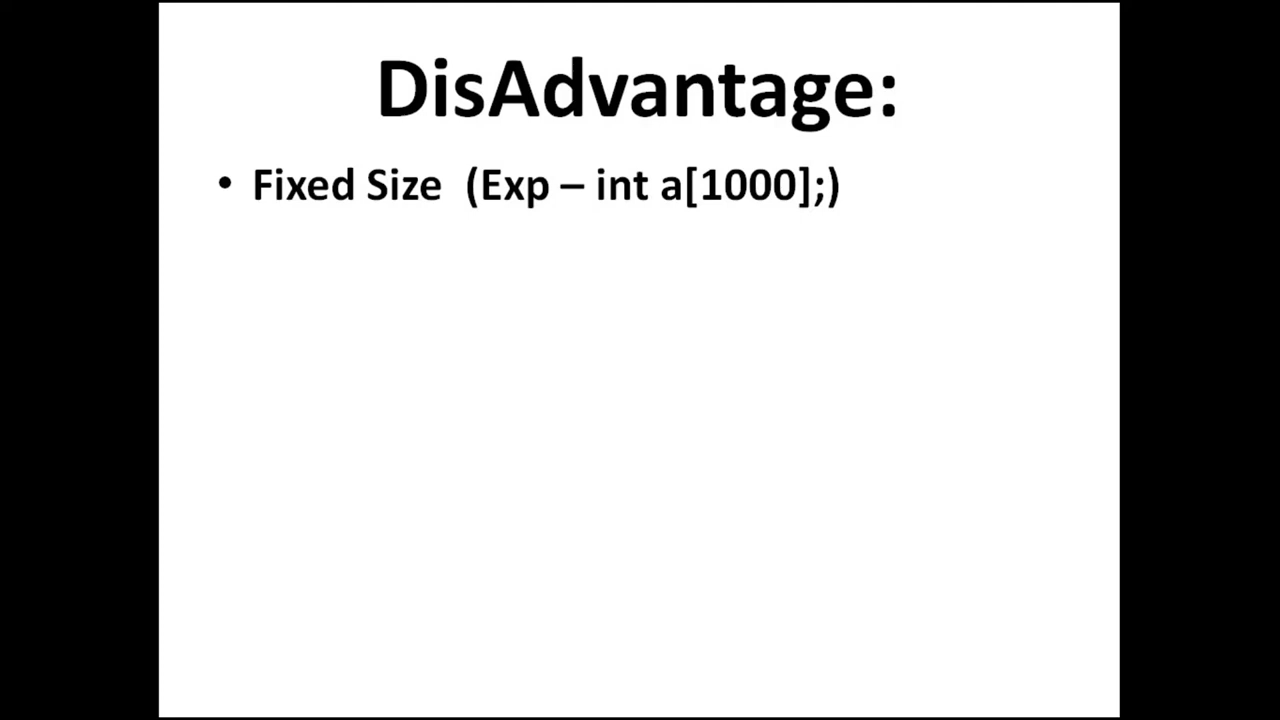 DisAdvantage:
• Fixed Size  (Exp – int a[1000];)